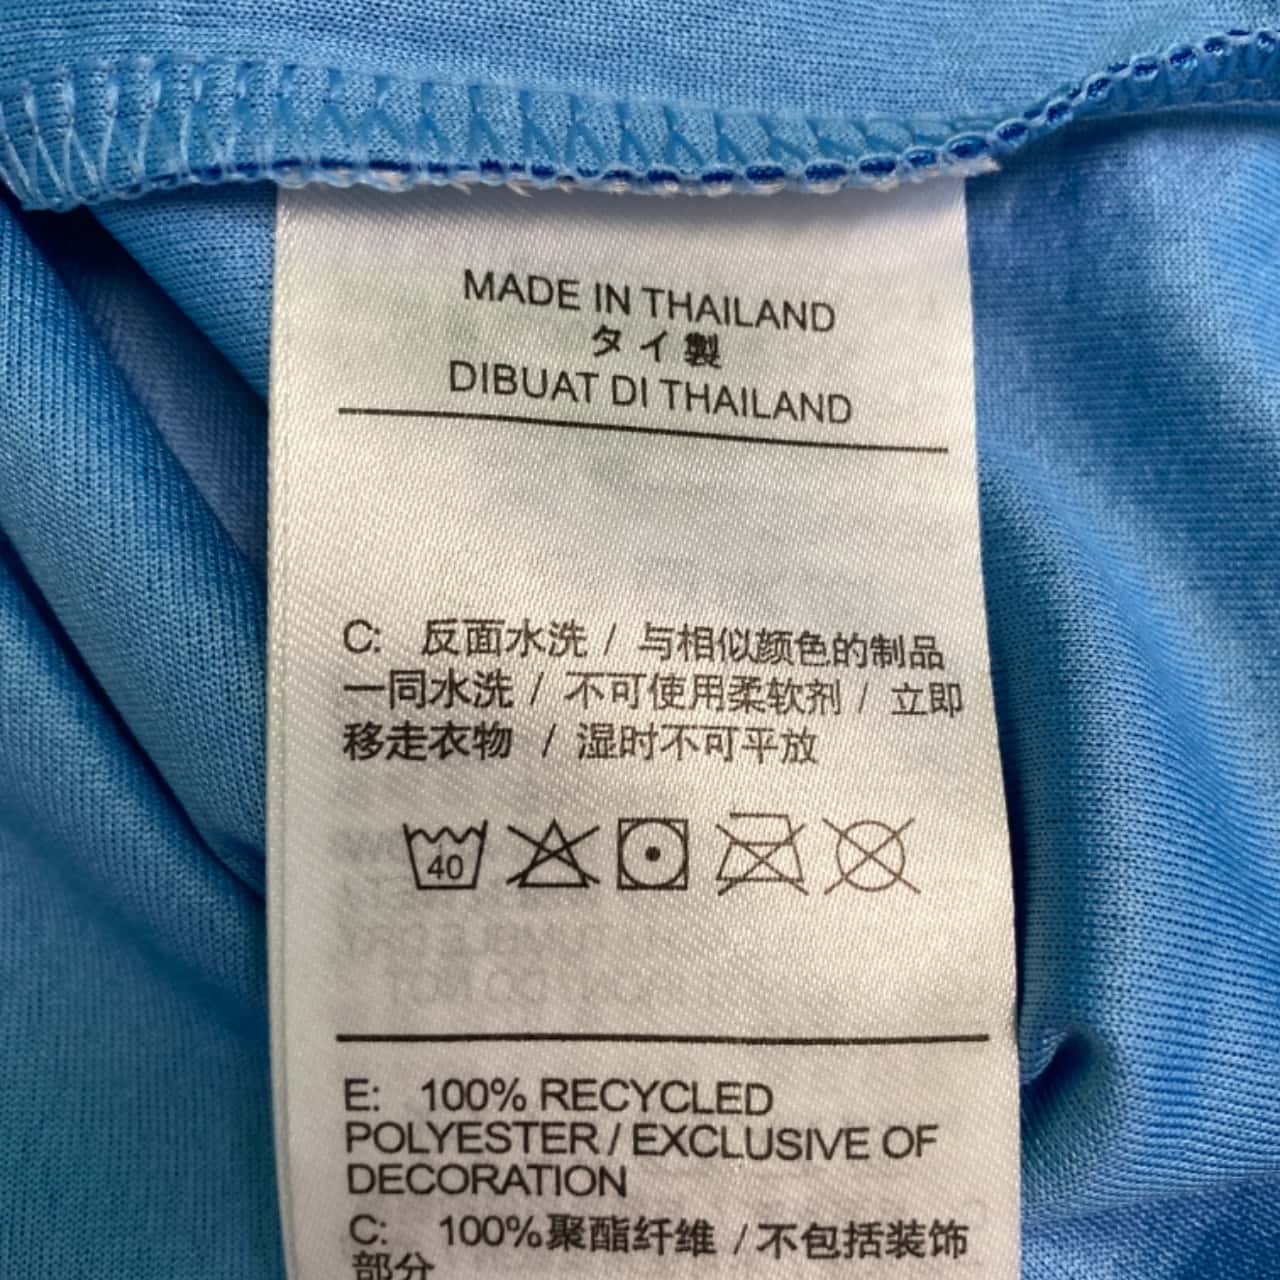 MADE IN THAILAND
タイ製
DIBUAT DI THAILAND
C: 反面水洗 / 与相似颜色的制品
一同水洗 / 不可使用柔软剂 / 立即
移走衣物 / 湿时不可平放
40
E: 100% RECYCLED
POLYESTER / EXCLUSIVE OF
DECORATION
C: 100%聚酯纤维 / 不包括装饰
部分